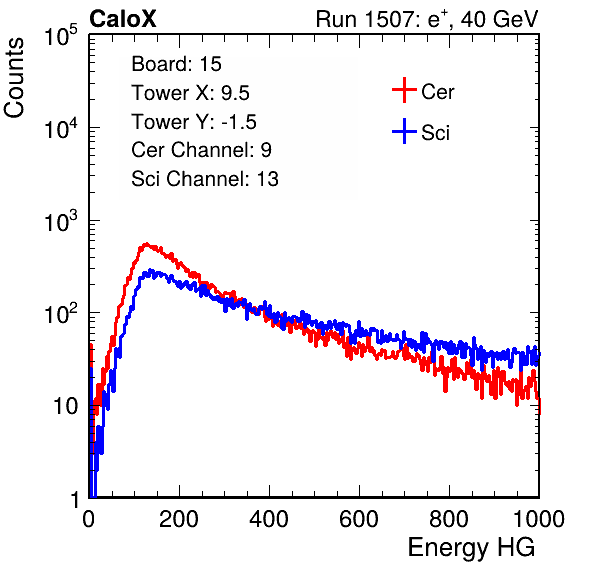 CaloX Run 1507: e⁺, 40 GeV
Board: 15
Tower X: 9.5
Tower Y: -1.5
Cer Channel: 9
Sci Channel: 13
Cer
Sci
Counts
10⁵
10⁴
10³
10²
10
1
0 200 400 600 800 1000
Energy HG